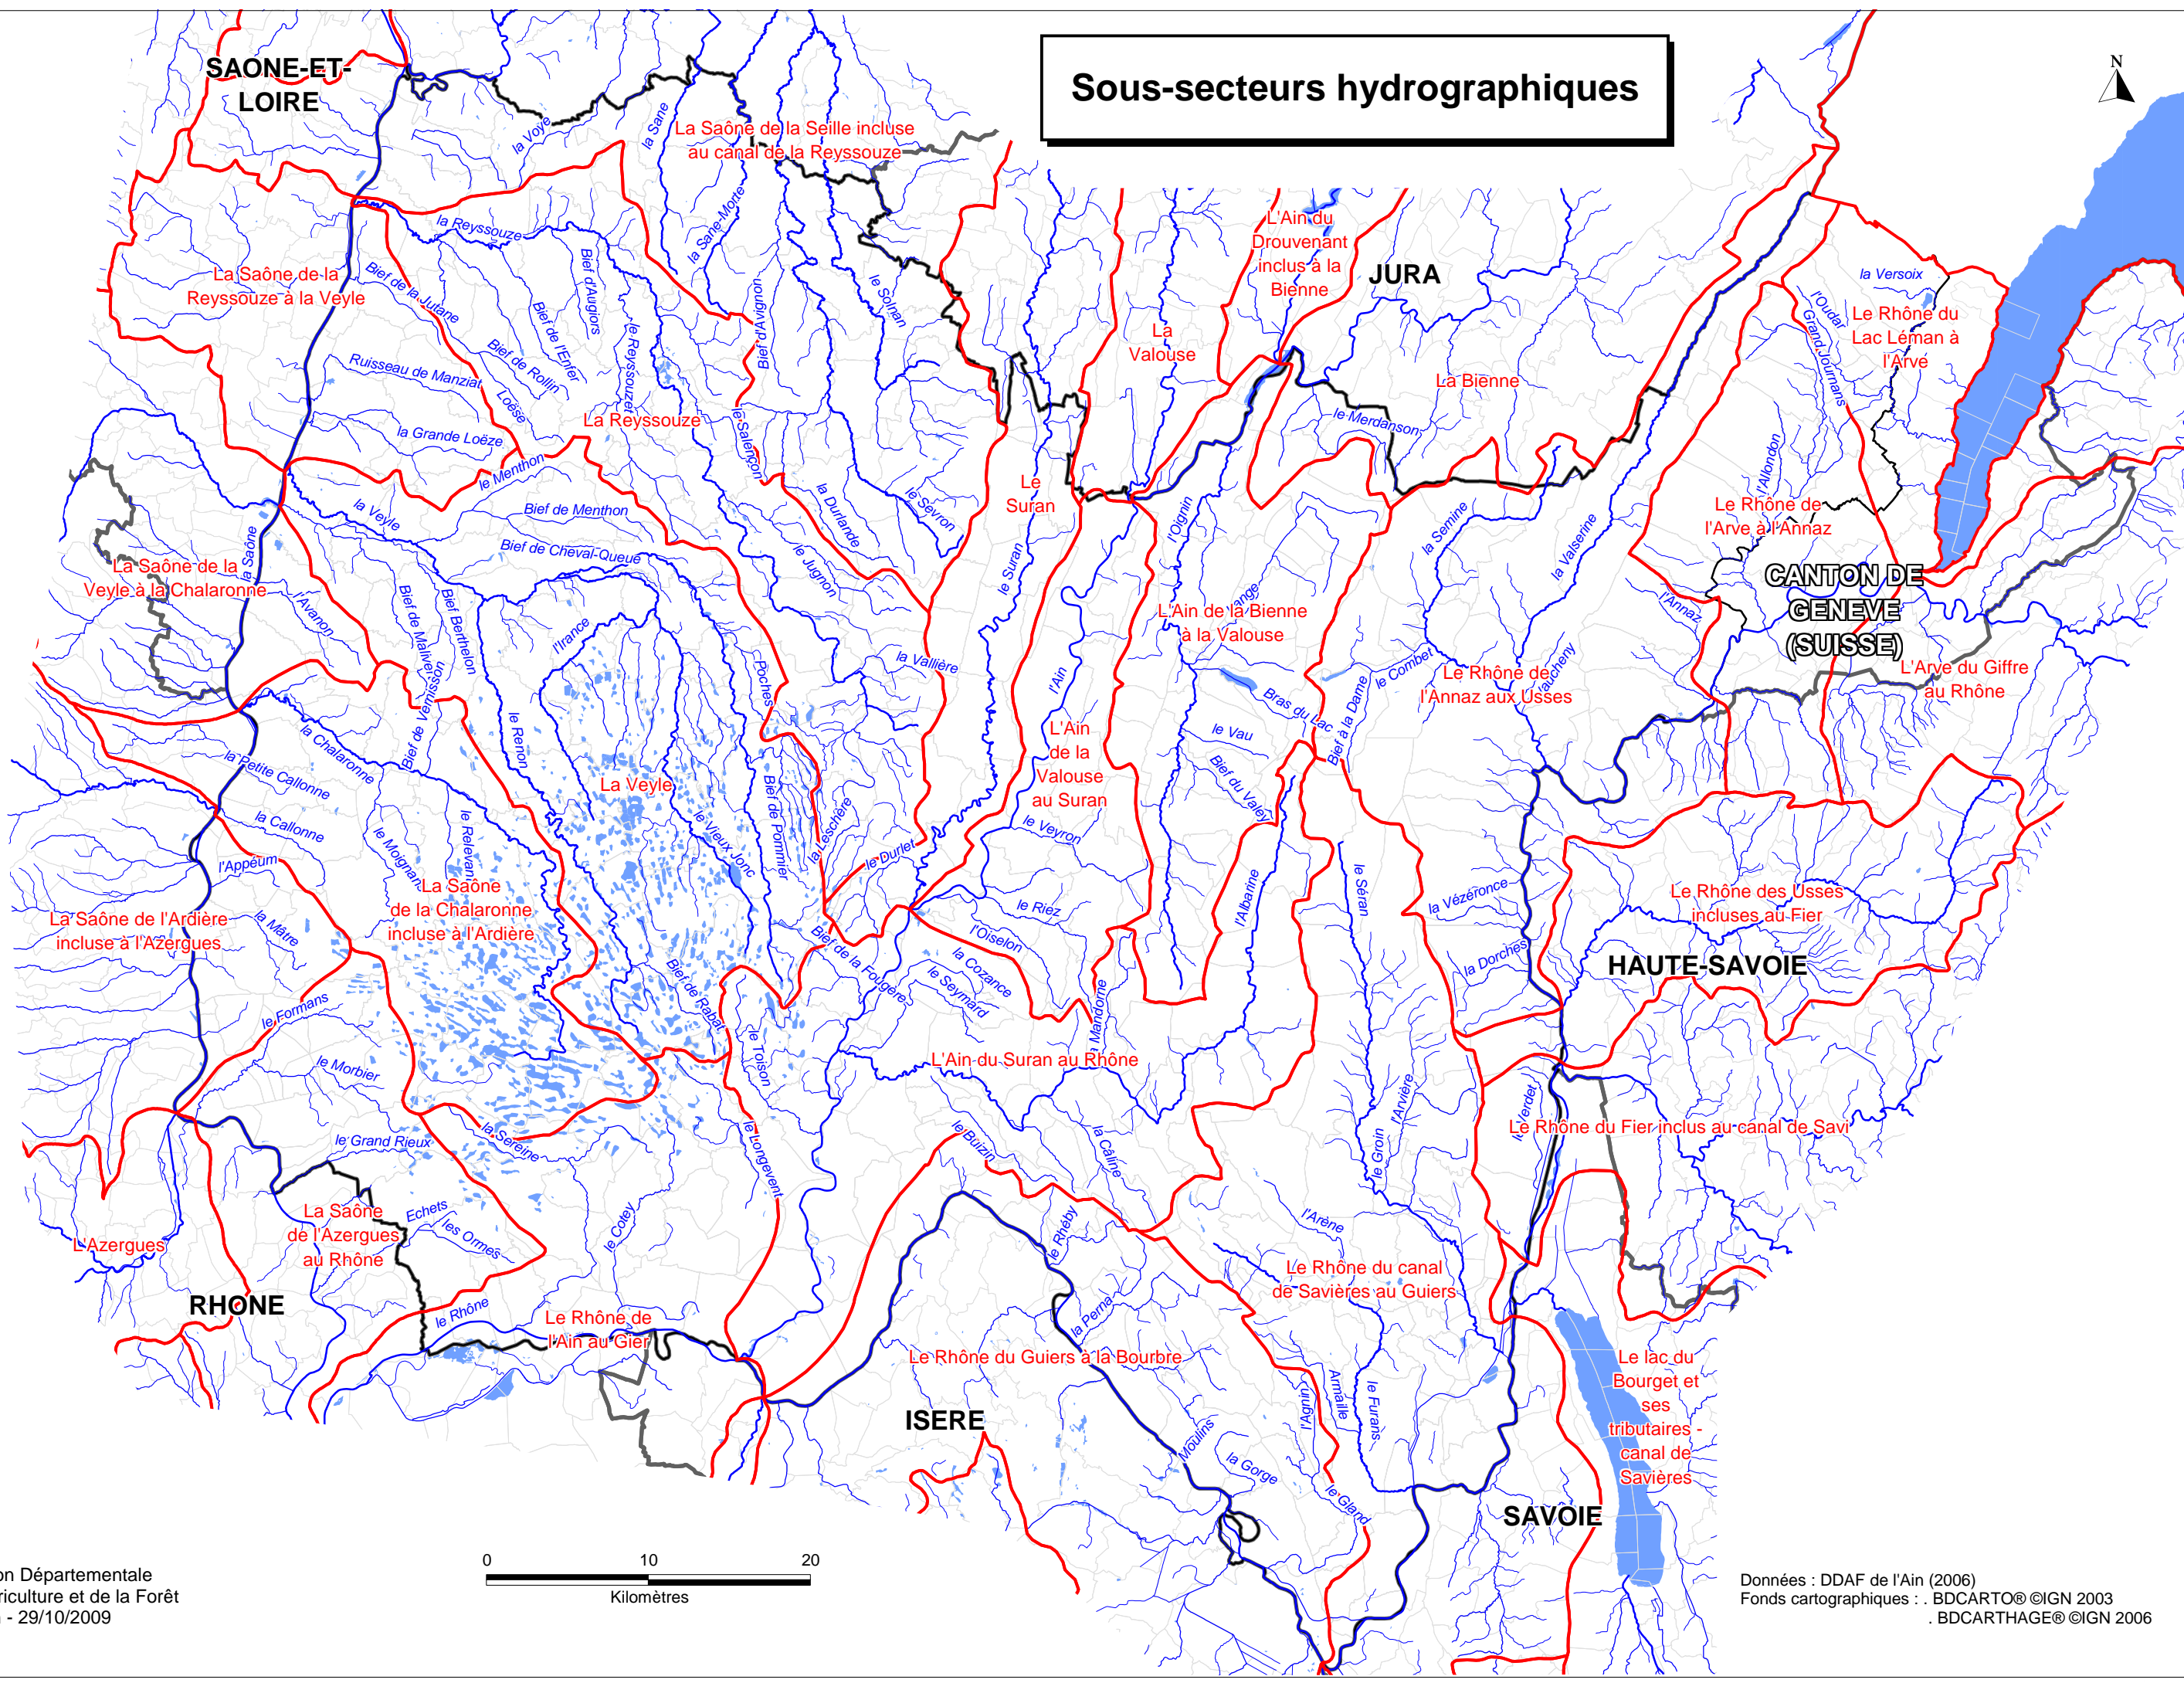 Sous-secteurs hydrographiques
N
SAONE-ET-
LOIRE
la Voye
la Sane
La Saône de la Seille incluse
au canal de la Reyssouze
la Sane-Morte
la Reyssouze
Bief d'Augiors
La Saône de la
Reyssouze à la Veyle
Bief de la Jutane
Bief de l'Enfer
Bief de Rollin
le Reyssouzet
Bief d'Avignon
le Solnan
Ruisseau de Manziat
Loëse
la Grande Loëze
La Reyssouze
le Salençon
L'Ain du
Drouvenant
inclus à la
Bienne
JURA
La
Valouse
La Bienne
le Merdanson
la Versoix
l'Oudar
Grand Journans
Le Rhône du
Lac Léman à
l'Arve
l'Allondon
Le Rhône de
l'Arve à l'Annaz
CANTON DE
GENEVE
(SUISSE)
L'Arve du Giffre
au Rhône
l'Annaz
le Menthon
la Veyle
Bief de Menthon
Bief de Cheval-Queue
la Durlande
le Sevron
le Jugnon
Le
Suran
le Suran
l'Oignin
la Semine
la Valserine
la Saône
La Saône de la
Veyle à la Chalaronne
l'Avanon
Bief de Malivert
Bief Berthelon
Bief de Vernisson
l'Irance
la Vallière
Poches
l'Ain
L'Ain de la Bienne
à la Valouse
ange
le Combet
Le Rhône de
l'Annaz aux Usses
Bras du Lac
Bief à la Dame
le Vau
Bief du Valey
le Renon
la Chalaronne
la Petite Callonne
la Callonne
l'Appéum
le Moignans
le Relevant
La Veyle
le Vieux Jonc
Bief de Pommier
la Leschère
le Durlet
L'Ain
de la
Valouse
au Suran
le Veyron
le Riez
l'Oiselon
la Cozance
le Seymard
Bief de la Fougère
l'Albarine
le Séran
la Vézéronce
la Dorches
Le Rhône des Usses
incluses au Fier
HAUTE-SAVOIE
La Saône de l'Ardière
incluse à l'Azergues
la Mâtre
La Saône
de la Chalaronne
incluse à l'Ardière
le Formans
le Morbier
Bief de Rabat
le Toison
L'Ain du Suran au Rhône
la Mandorne
l'Arvière
le Groin
le Verdet
Le Rhône du Fier inclus au canal de Savi
le Grand Rieux
la Sereine
le Longevent
le Buizin
la Câline
L'Azergues
La Saône
de l'Azergues
au Rhône
Echets
les Ormes
le Cotey
le Rhéby
l'Arène
Le Rhône du canal
de Savières au Guiers
RHONE
le Rhône
Le Rhône de
l'Ain au Gier
la Perna
Le Rhône du Guiers à la Bourbre
ISERE
l'Agnin
Armaille
le Furans
Moulins
la Gorge
le Gland
Le lac du
Bourget et
ses
tributaires -
canal de
Savières
SAVOIE
0 10 20
Kilomètres
on Départementale
riculture et de la Forêt
- 29/10/2009
Données : DDAF de l'Ain (2006)
Fonds cartographiques : . BDCARTO® ©IGN 2003
. BDCARTHAGE® ©IGN 2006